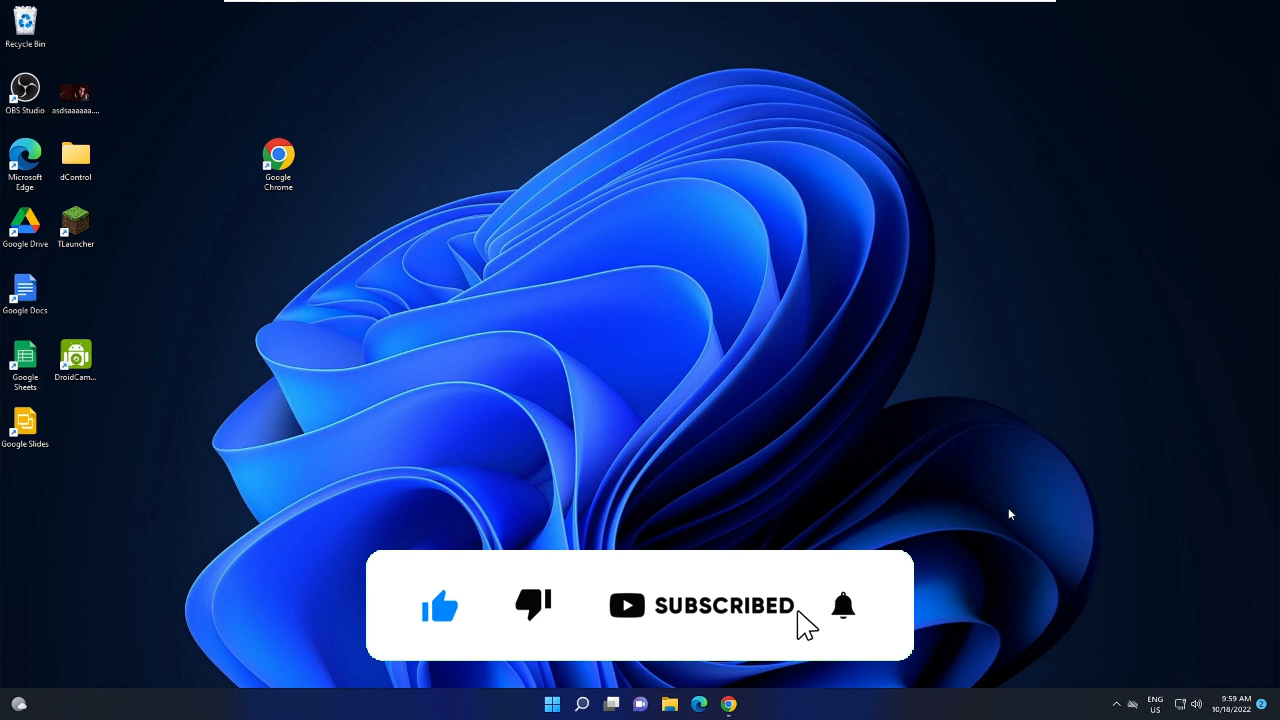 Recycle Bin
OBS Studio
asdsaaaaaa....
Microsoft
Edge
dControl
Google
Chrome
Google Drive
TLauncher
Google Docs
Google
Sheets
DroidCam...
Google Slides
SUBSCRIBED
ENG
US
9:59 AM
10/18/2022
2